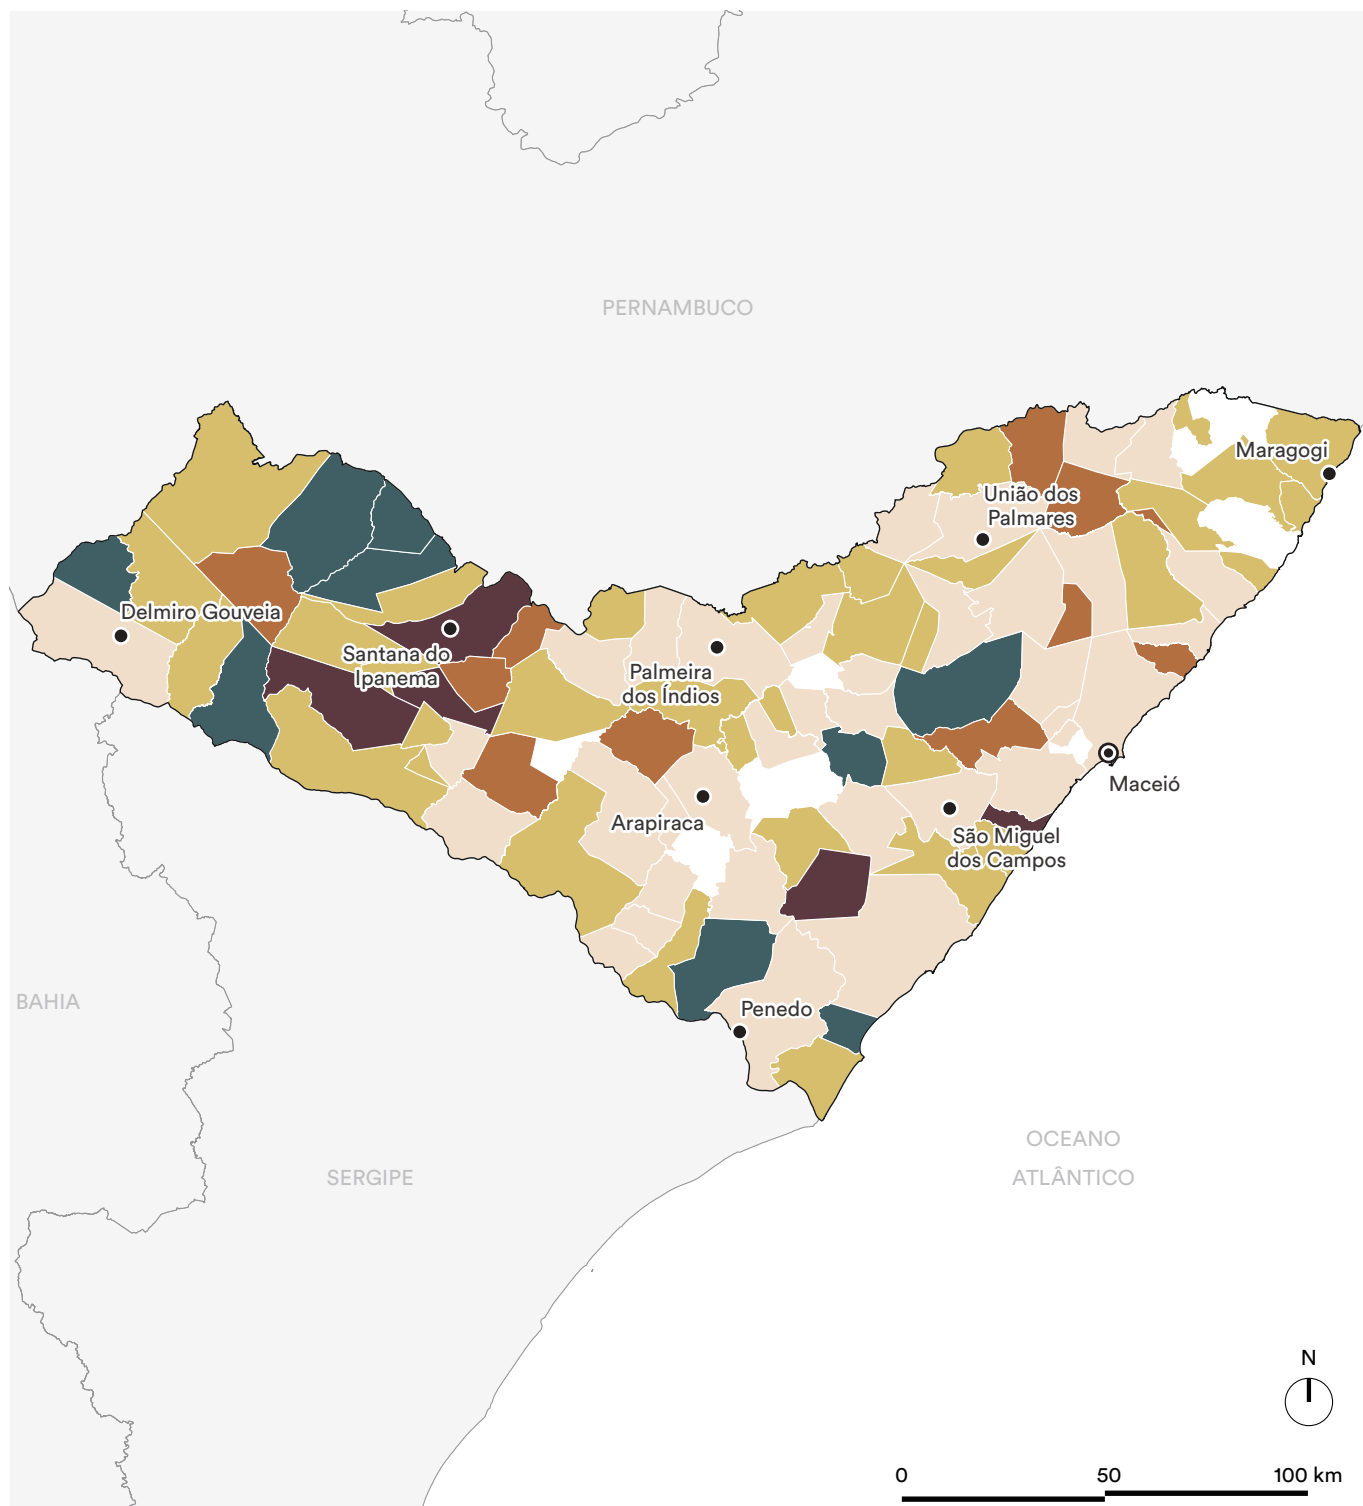 PERNAMBUCO
Maragogi
União dos
Palmares
Delmiro Gouveia
Santana do
Ipanema
Palmeira
dos Índios
Maceió
Arapiraca
São Miguel
dos Campos
BAHIA
Penedo
OCEANO
ATLÂNTICO
SERGIPE
N
0 50 100 km